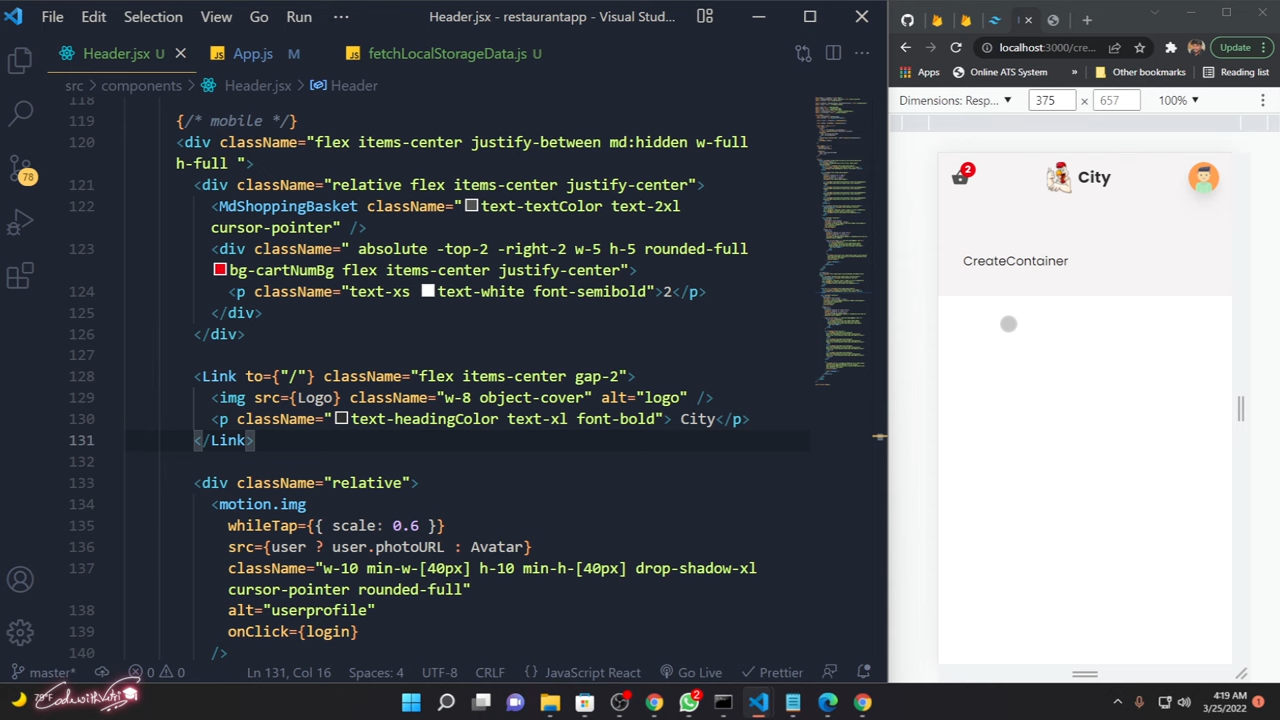 File Edit Selection View Go Run ··· Header.jsx - restaurantapp - Visual Stud...
Header.jsx U App.js M fetchLocalStorageData.js U
src > components > Header.jsx > Header
118
119 {/* Mobile */}
120 <div className="flex items-center justify-between md:hidden w-full
h-full ">
121 <div className="relative flex items-center justify-center">
122 <MdShoppingBasket className="text-textColor text-2xl
cursor-pointer" />
123 <div className=" absolute -top-2 -right-2 w-5 h-5 rounded-full
bg-cartNumBg flex items-center justify-center">
124 <p className="text-xs text-white font-semibold">2</p>
125 </div>
126 </div>
127
128 <Link to={"/"} className="flex items-center gap-2">
129 <img src={Logo} className="w-8 object-cover" alt="logo" />
130 <p className="text-headingColor text-xl font-bold"> City</p>
131 </Link>
132
133 <div className="relative">
134 <motion.img
135 whileTap={{ scale: 0.6 }}
136 src={user ? user.photoURL : Avatar}
137 className="w-10 min-w-[40px] h-10 min-h-[40px] drop-shadow-xl
cursor-pointer rounded-full"
138 alt="userprofile"
139 onClick={login}
140 />
78
master* 0 0 Ln 131, Col 16 Spaces: 4 UTF-8 CRLF JavaScript React Go Live Prettier
localhost:3000/cre... Update
Apps Online ATS System » Other bookmarks Reading list
Dimensions: Resp... 375 × 657 100%
2 City
CreateContainer
2
4:19 AM
3/25/2022
1